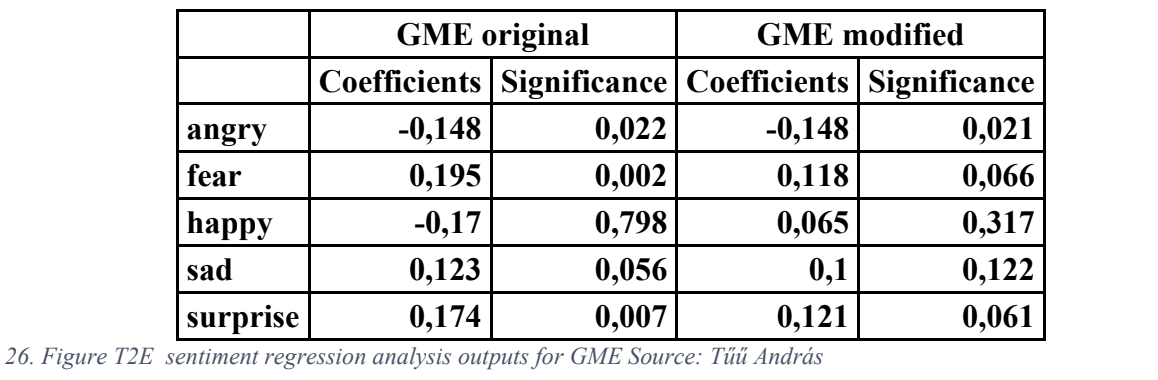 GME original GME modified
Coefficients Significance Coefficients Significance
angry -0,148 0,022 -0,148 0,021
fear 0,195 0,002 0,118 0,066
happy -0,17 0,798 0,065 0,317
sad 0,123 0,056 0,1 0,122
surprise 0,174 0,007 0,121 0,061
26. Figure T2E sentiment regression analysis outputs for GME Source: Tűű András